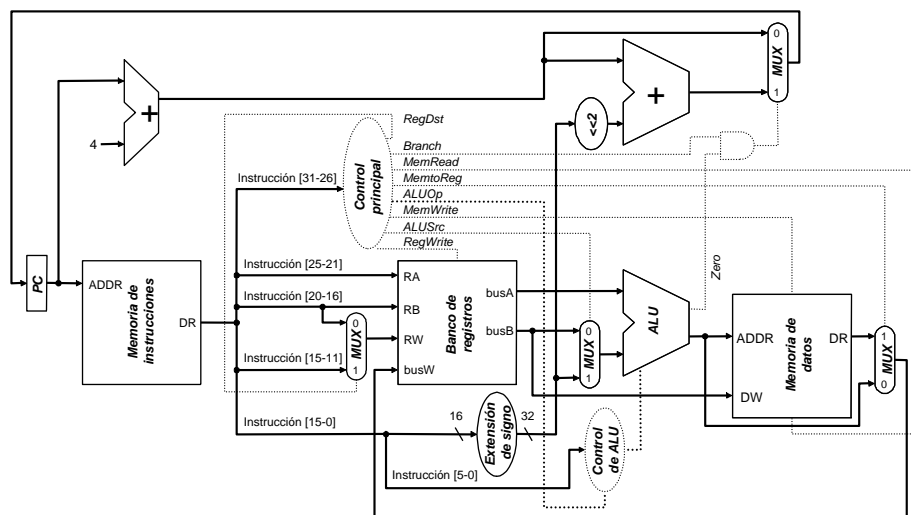 0
MUX
1
+
+
4
<<2
RegDst
Branch
MemRead
MemtoReg
ALUOp
MemWrite
ALUSrc
RegWrite
Control
principal
Instrucción [31-26]
Instrucción [25-21]
Instrucción [20-16]
Instrucción [15-11]
Instrucción [15-0]
Instrucción [5-0]
PC
ADDR
Memoria de
instrucciones
DR
0
MUX
1
RA
RB
RW
busW
Banco de
registros
busA
busB
0
MUX
1
ALU
Zero
ADDR
Memoria de
datos
DR
DW
1
MUX
0
16
Extensión
de signo
32
Control
de ALU